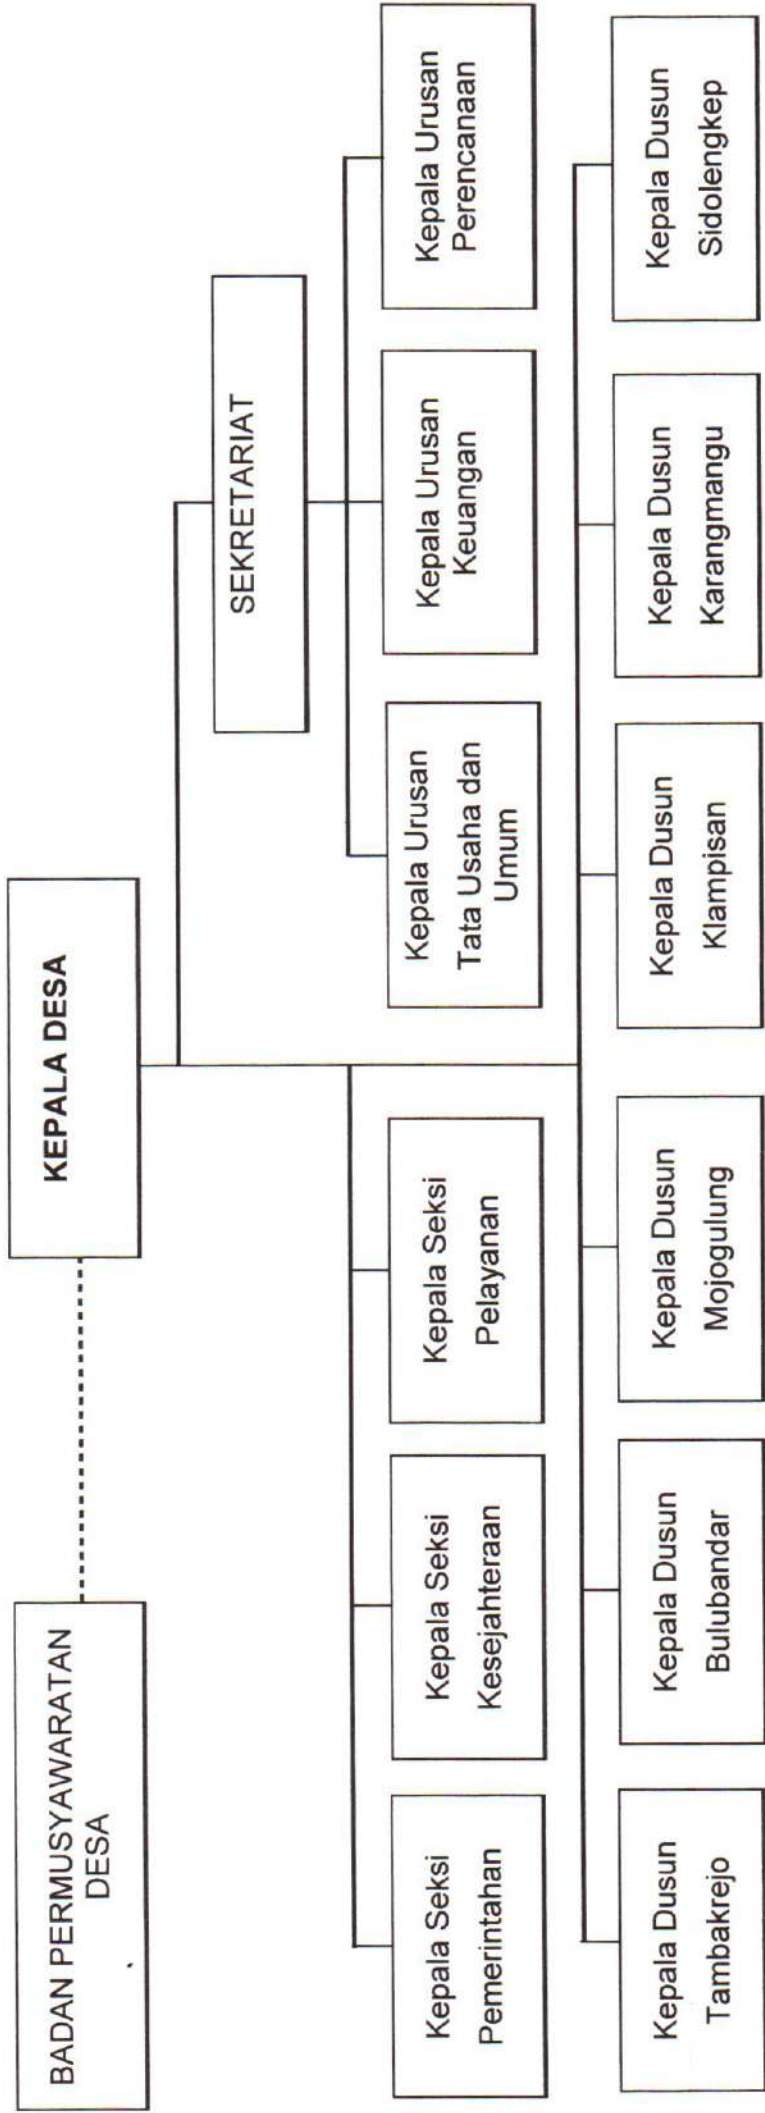 BADAN PERMUSYAWARATAN
DESA
KEPALA DESA
SEKRETARIAT
Kepala Seksi
Pemerintahan
Kepala Seksi
Kesejahteraan
Kepala Seksi
Pelayanan
Kepala Urusan
Tata Usaha dan
Umum
Kepala Urusan
Keuangan
Kepala Urusan
Perencanaan
Kepala Dusun
Tambakrejo
Kepala Dusun
Bulubandar
Kepala Dusun
Mojogulung
Kepala Dusun
Klampisan
Kepala Dusun
Karangmangu
Kepala Dusun
Sidolengkep